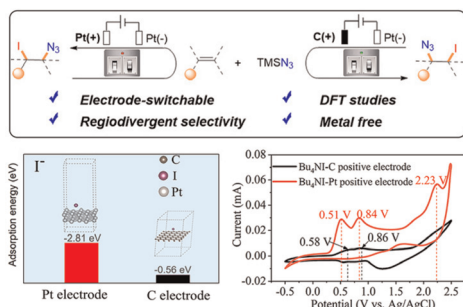 I N₃ Pt(+) Pt(-) + TMSN₃ C(+) Pt(-) N₃ I
✓ Electrode-switchable ✓ DFT studies
✓ Regiodivergent selectivity ✓ Metal free
I⁻
C
I
Pt
Adsorption energy (eV)
-2.81 eV
-0.56 eV
Pt electrode C electrode
Bu₄NI-C positive electrode
Bu₄NI-Pt positive electrode
2.23 V
0.51 V 0.84 V
0.58 V 0.86 V
Current (mA)
0.08
0.06
0.04
0.02
0.00
-0.02
-0.5 0.0 0.5 1.0 1.5 2.0 2.5
Potential (V vs. Ag/AgCl)